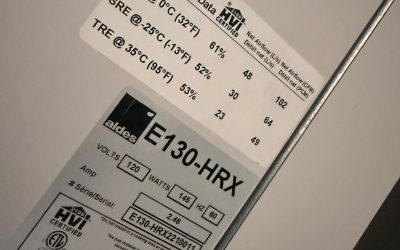 Data
HVI
CERTIFIED
Net Airflow (L/s)
Débit net (L/s)
Net Airflow (CFM)
Débit net (PCM)
@ 0°C (32°F) 61% 48 102
SRE @ -25°C (-13°F) 52% 30 64
TRE @ 35°C (95°F) 53% 23 49
aldes E130-HRX
VOLTS 120 WATTS 145 HZ 60
Amp: 2.46
# Série/Serial: E130-HRX2210011
HVI
CERTIFIED